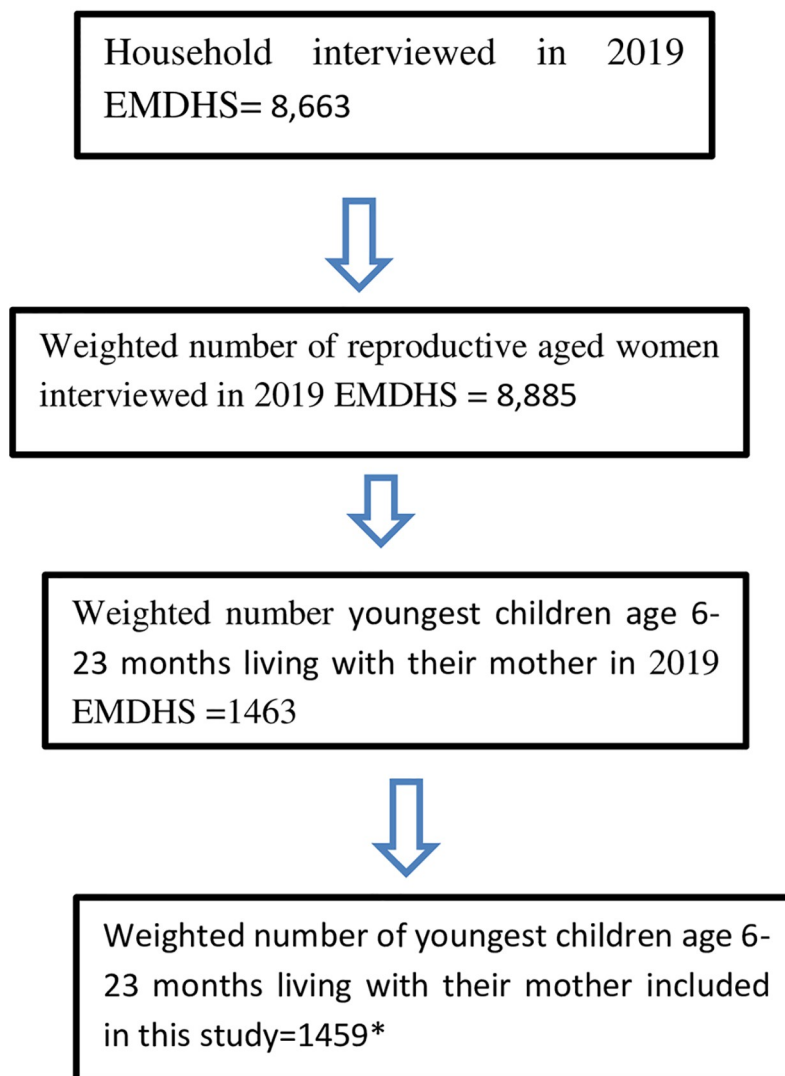 Household interviewed in 2019
EMDHS= 8,663
Weighted number of reproductive aged women
interviewed in 2019 EMDHS = 8,885
Weighted number youngest children age 6-
23 months living with their mother in 2019
EMDHS =1463
Weighted number of youngest children age 6-
23 months living with their mother included
in this study=1459*